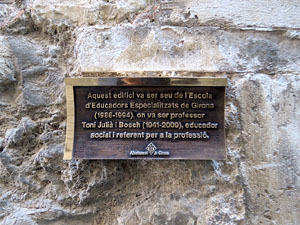 Aquest edifici va ser seu de l'Escola
d'Educadors Especialitzats de Girona
(1986-1994), on va ser professor
Toni Julià i Bosch (1941-2009), educador
social i referent per a la professió.
Ajuntament de Girona